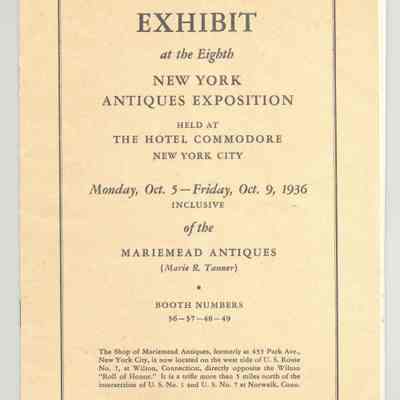 EXHIBIT
at the Eighth
NEW YORK
ANTIQUES EXPOSITION
HELD AT
THE HOTEL COMMODORE
NEW YORK CITY
Monday, Oct. 5—Friday, Oct. 9, 1936
INCLUSIVE
of the
MARIEMEAD ANTIQUES
(Marie R. Tanner)
BOOTH NUMBERS
56-57-48-49
The Shop of Mariemead Antiques, formerly at 455 Park Ave.,
New York City, is now located on the west side of U. S. Route
No. 7, at Wilton, Connecticut, directly opposite the Wilton
"Roll of Honor." It is a trifle more than 5 miles north of the
intersection of U. S. No. 1 and U. S. No. 7 at Norwalk, Conn.